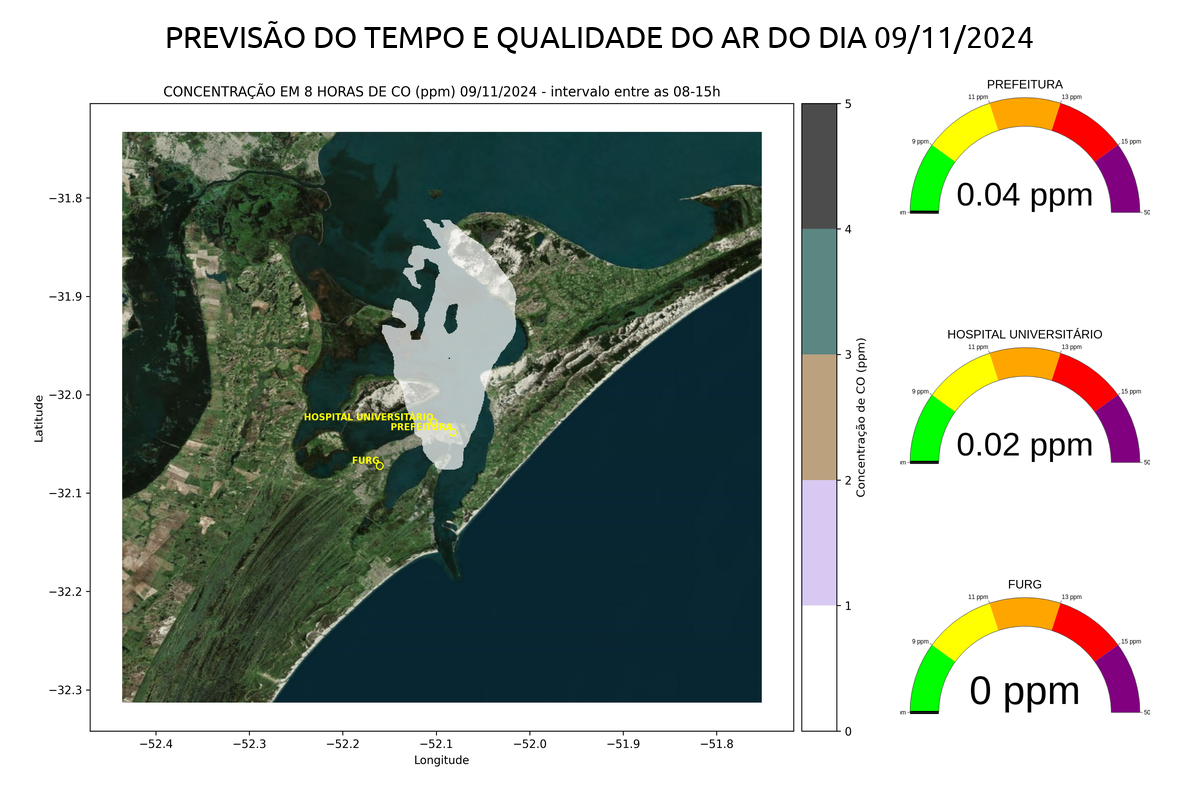 PREVISÃO DO TEMPO E QUALIDADE DO AR DO DIA 09/11/2024
CONCENTRAÇÃO EM 8 HORAS DE CO (ppm) 09/11/2024 - intervalo entre as 08-15h
Latitude
−31.8
−31.9
−32.0
−32.1
−32.2
−32.3
HOSPITAL UNIVERSITÁRIO
PREFEITURA
FURG
−52.4
−52.3
−52.2
−52.1
−52.0
−51.9
−51.8
Longitude
5
4
3
2
1
0
Concentração de CO (ppm)
PREFEITURA
9 ppm
11 ppm
13 ppm
15 ppm
0.04 ppm
HOSPITAL UNIVERSITÁRIO
9 ppm
11 ppm
13 ppm
15 ppm
0.02 ppm
FURG
9 ppm
11 ppm
13 ppm
15 ppm
0 ppm